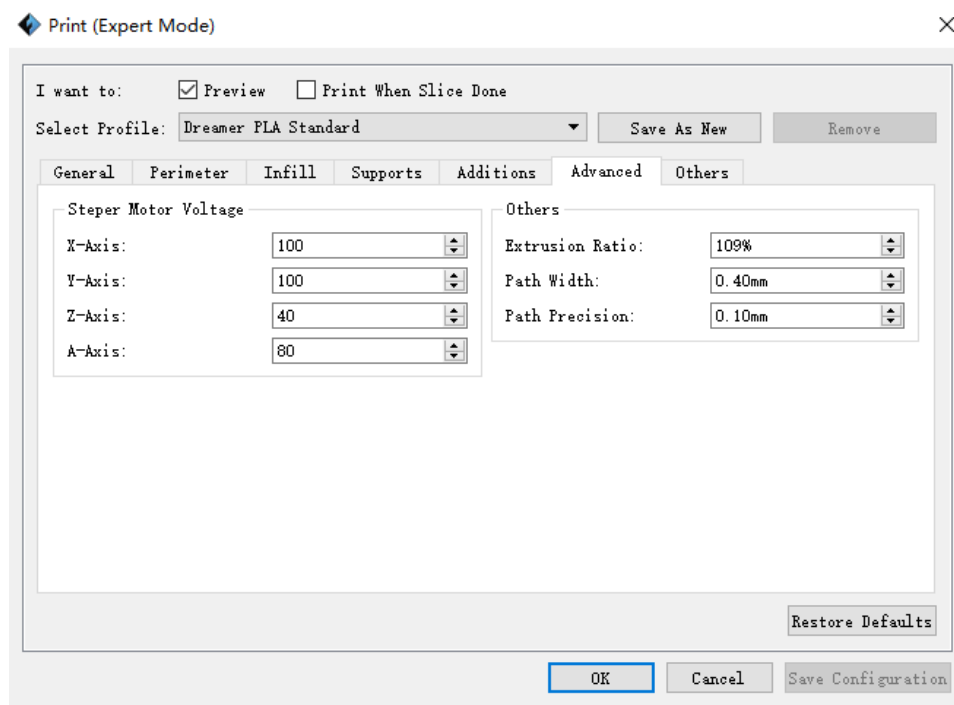 Print (Expert Mode)
I want to: Preview Print When Slice Done
Select Profile: Dreamer PLA Standard Save As New Remove
General Perimeter Infill Supports Additions Advanced Others
Steper Motor Voltage
X-Axis: 100
Y-Axis: 100
Z-Axis: 40
A-Axis: 80
Others
Extrusion Ratio: 109%
Path Width: 0.40mm
Path Precision: 0.10mm
Restore Defaults
OK Cancel Save Configuration